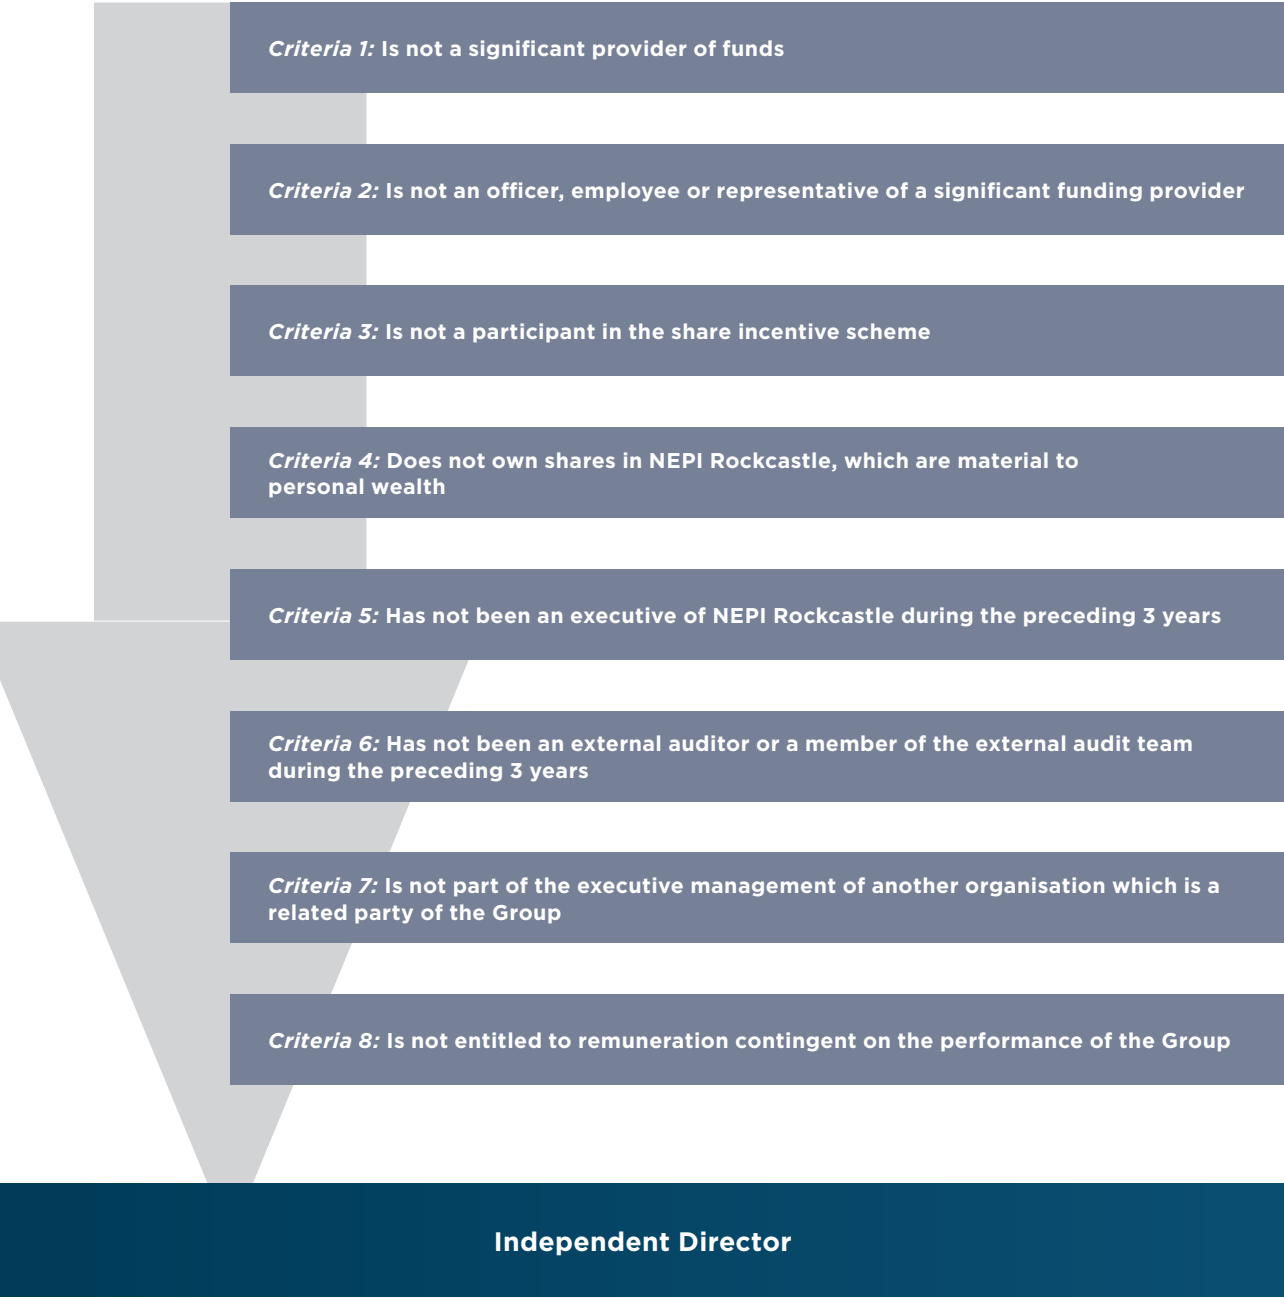 Criteria 1: Is not a significant provider of funds
Criteria 2: Is not an officer, employee or representative of a significant funding provider
Criteria 3: Is not a participant in the share incentive scheme
Criteria 4: Does not own shares in NEPI Rockcastle, which are material to
personal wealth
Criteria 5: Has not been an executive of NEPI Rockcastle during the preceding 3 years
Criteria 6: Has not been an external auditor or a member of the external audit team
during the preceding 3 years
Criteria 7: Is not part of the executive management of another organisation which is a
related party of the Group
Criteria 8: Is not entitled to remuneration contingent on the performance of the Group
Independent Director